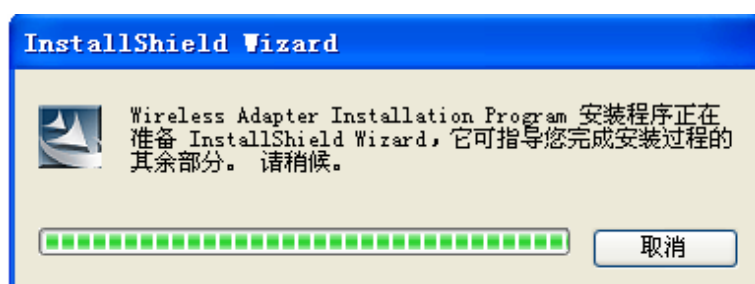 InstallShield Wizard
Wireless Adapter Installation Program 安装程序正在
准备 InstallShield Wizard，它可指导您完成安装过程的
其余部分。 请稍候。
取消